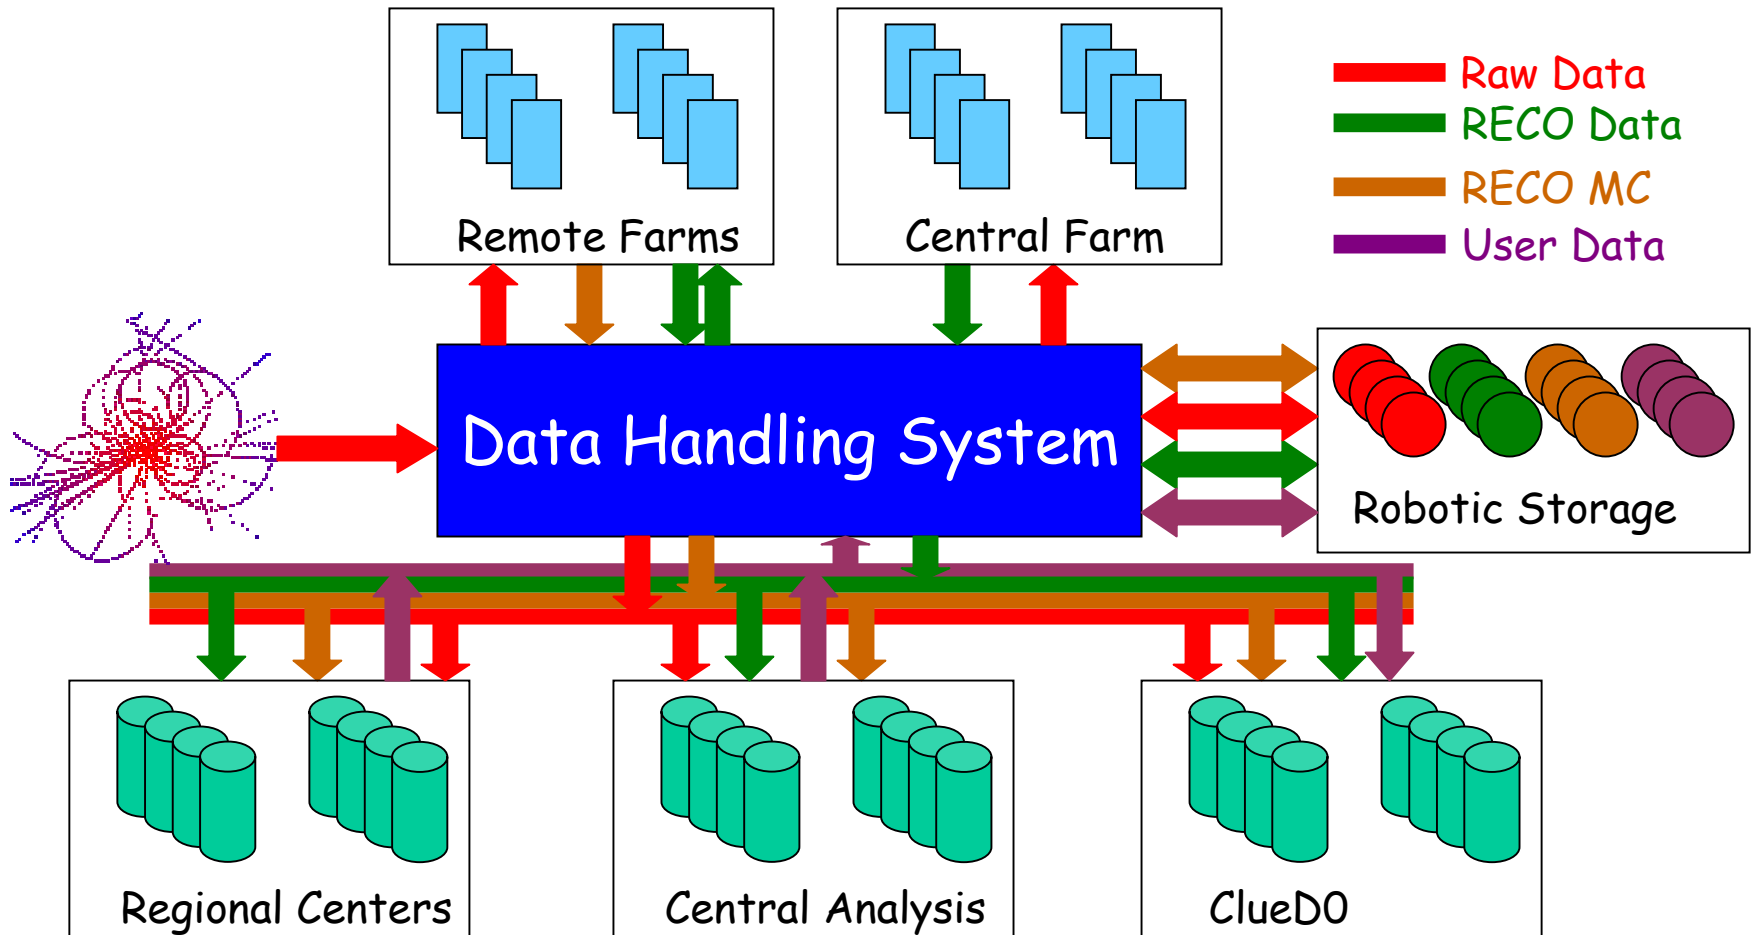 Remote Farms
Central Farm
Raw Data
RECO Data
RECO MC
User Data
Data Handling System
Robotic Storage
Regional Centers
Central Analysis
ClueD0